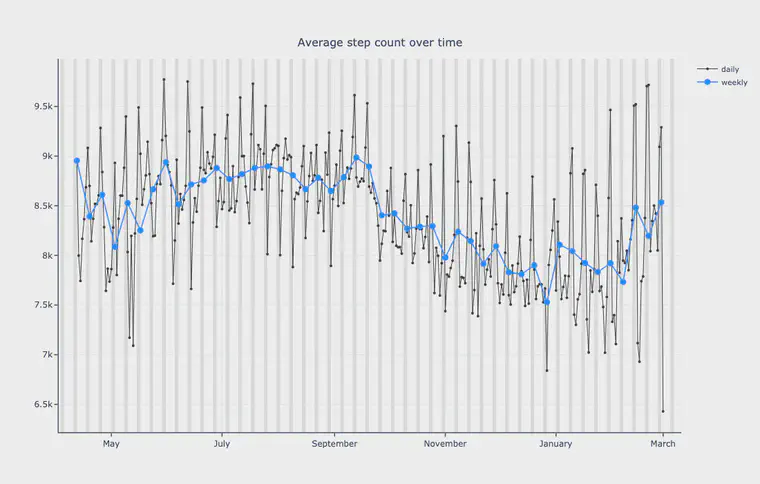 Average step count over time
daily
weekly
9.5k
9k
8.5k
8k
7.5k
7k
6.5k
May July September November January March